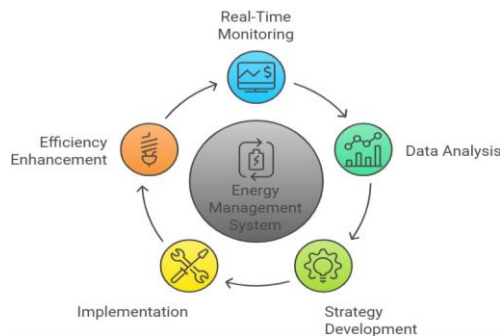 Real-Time
Monitoring
$
Efficiency
Enhancement
Data Analysis
Energy
Management
System
Implementation
Strategy
Development